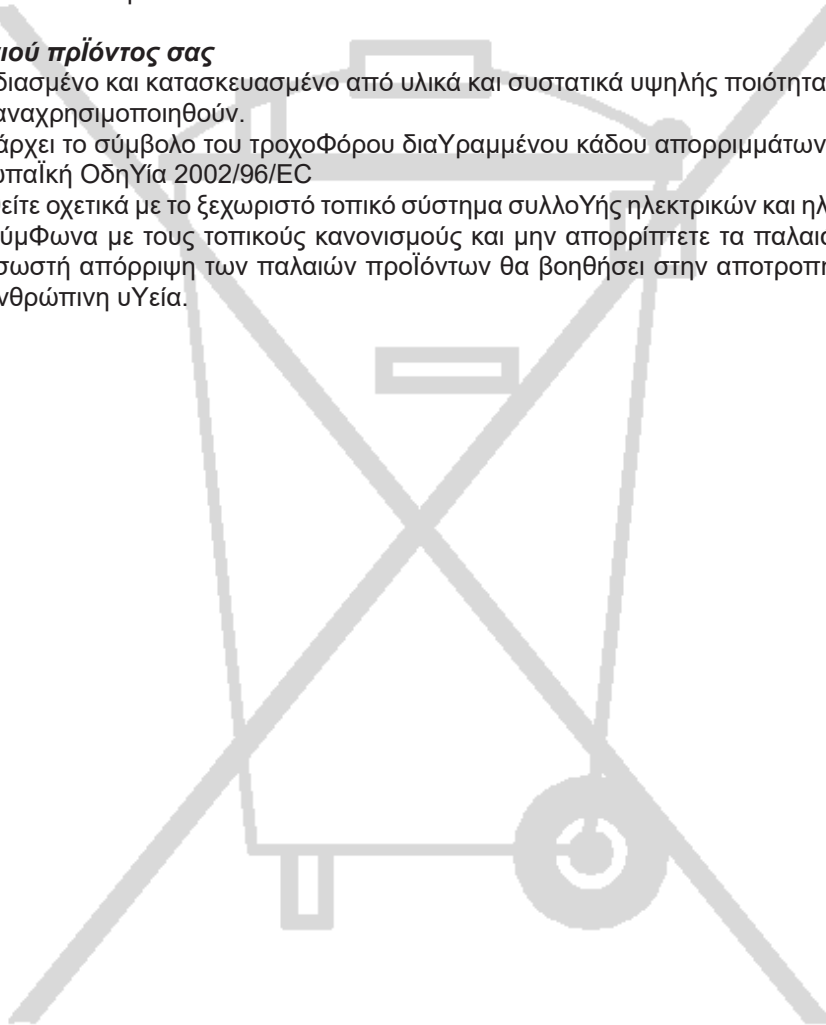 ιού πρΪόντος σας
διασμένο και κατασκευασμένο από υλικά και συστατικά υψηλής ποιότητα
αναχρησιμοποιηθούν.
άρχει το σύμβολο του τροχοΦόρου διαΥραμμένου κάδου απορριμμάτων
ωπαΪκή ΟδηΥία 2002/96/EC
είτε οχετικά με το ξεχωριστό τοπικό σύστημα συλλοΥής ηλεκτρικών και ηλ
ύμΦωνα με τους τοπικούς κανονισμούς και μην απορρίπτετε τα παλαιο
σωστή απόρριψη των παλαιών προΪόντων θα βοηθήσει στην αποτροπή
νθρώπινη υΥεία.